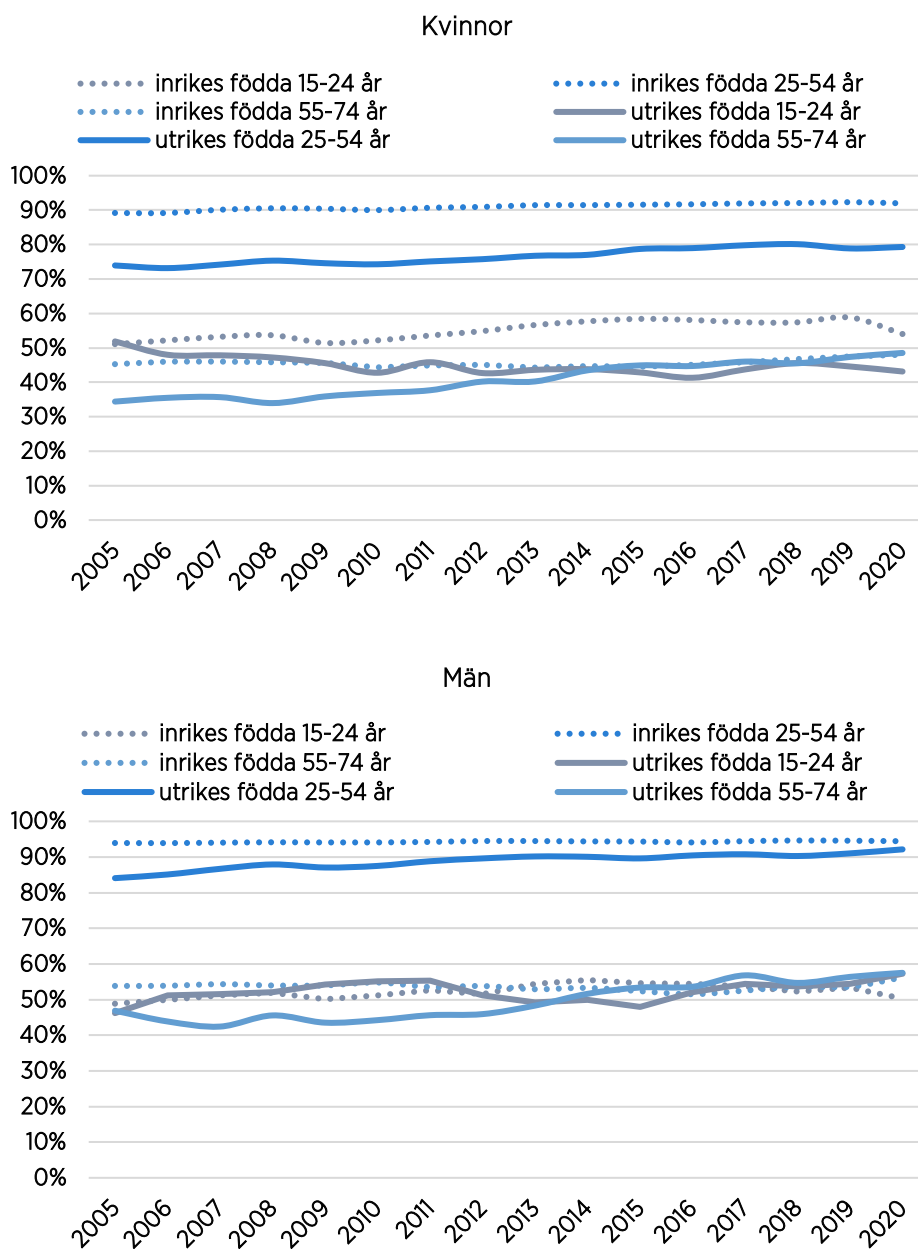 Kvinnor
inrikes födda 15-24 år
inrikes födda 25-54 år
inrikes födda 55-74 år
utrikes födda 15-24 år
utrikes födda 25-54 år
utrikes födda 55-74 år
100%
90%
80%
70%
60%
50%
40%
30%
20%
10%
0%
2005 2006 2007 2008 2009 2010 2011 2012 2013 2014 2015 2016 2017 2018 2019 2020
Män
inrikes födda 15-24 år
inrikes födda 25-54 år
inrikes födda 55-74 år
utrikes födda 15-24 år
utrikes födda 25-54 år
utrikes födda 55-74 år
100%
90%
80%
70%
60%
50%
40%
30%
20%
10%
0%
2005 2006 2007 2008 2009 2010 2011 2012 2013 2014 2015 2016 2017 2018 2019 2020